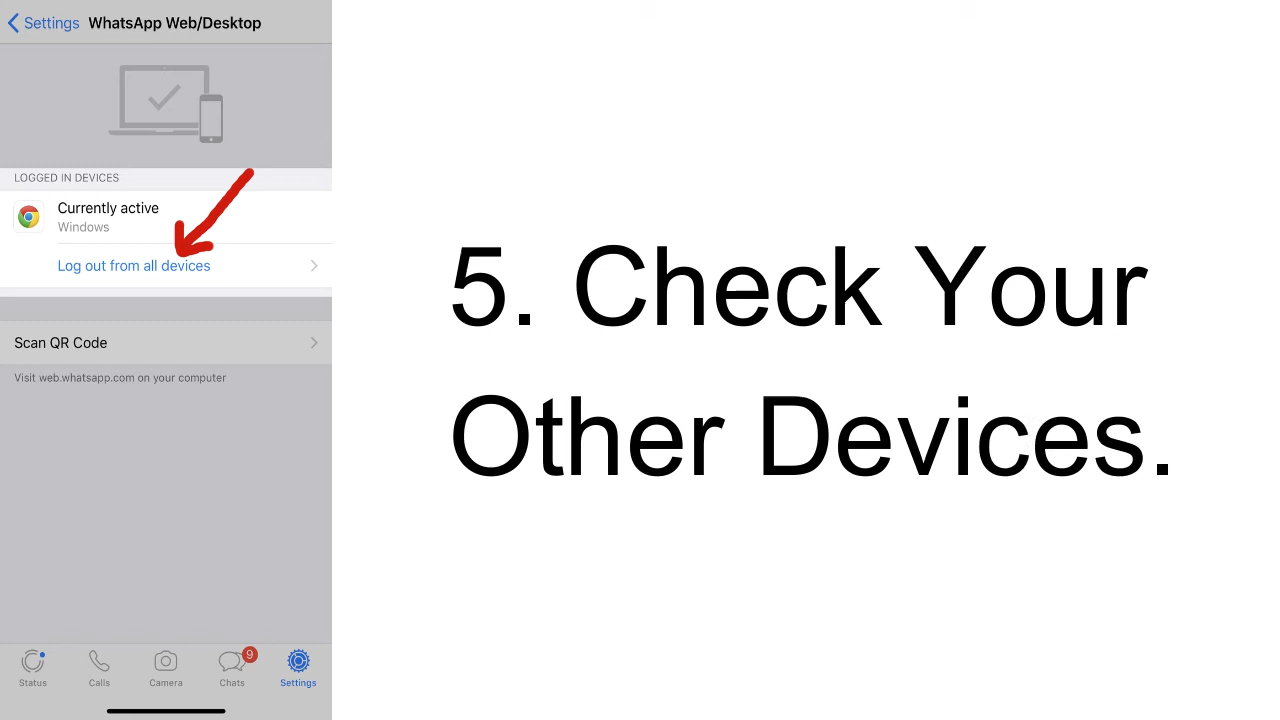 Settings WhatsApp Web/Desktop
LOGGED IN DEVICES
Currently active
Windows
Log out from all devices
Scan QR Code
Visit web.whatsapp.com on your computer
9
Status Calls Camera Chats Settings
5. Check Your
Other Devices.